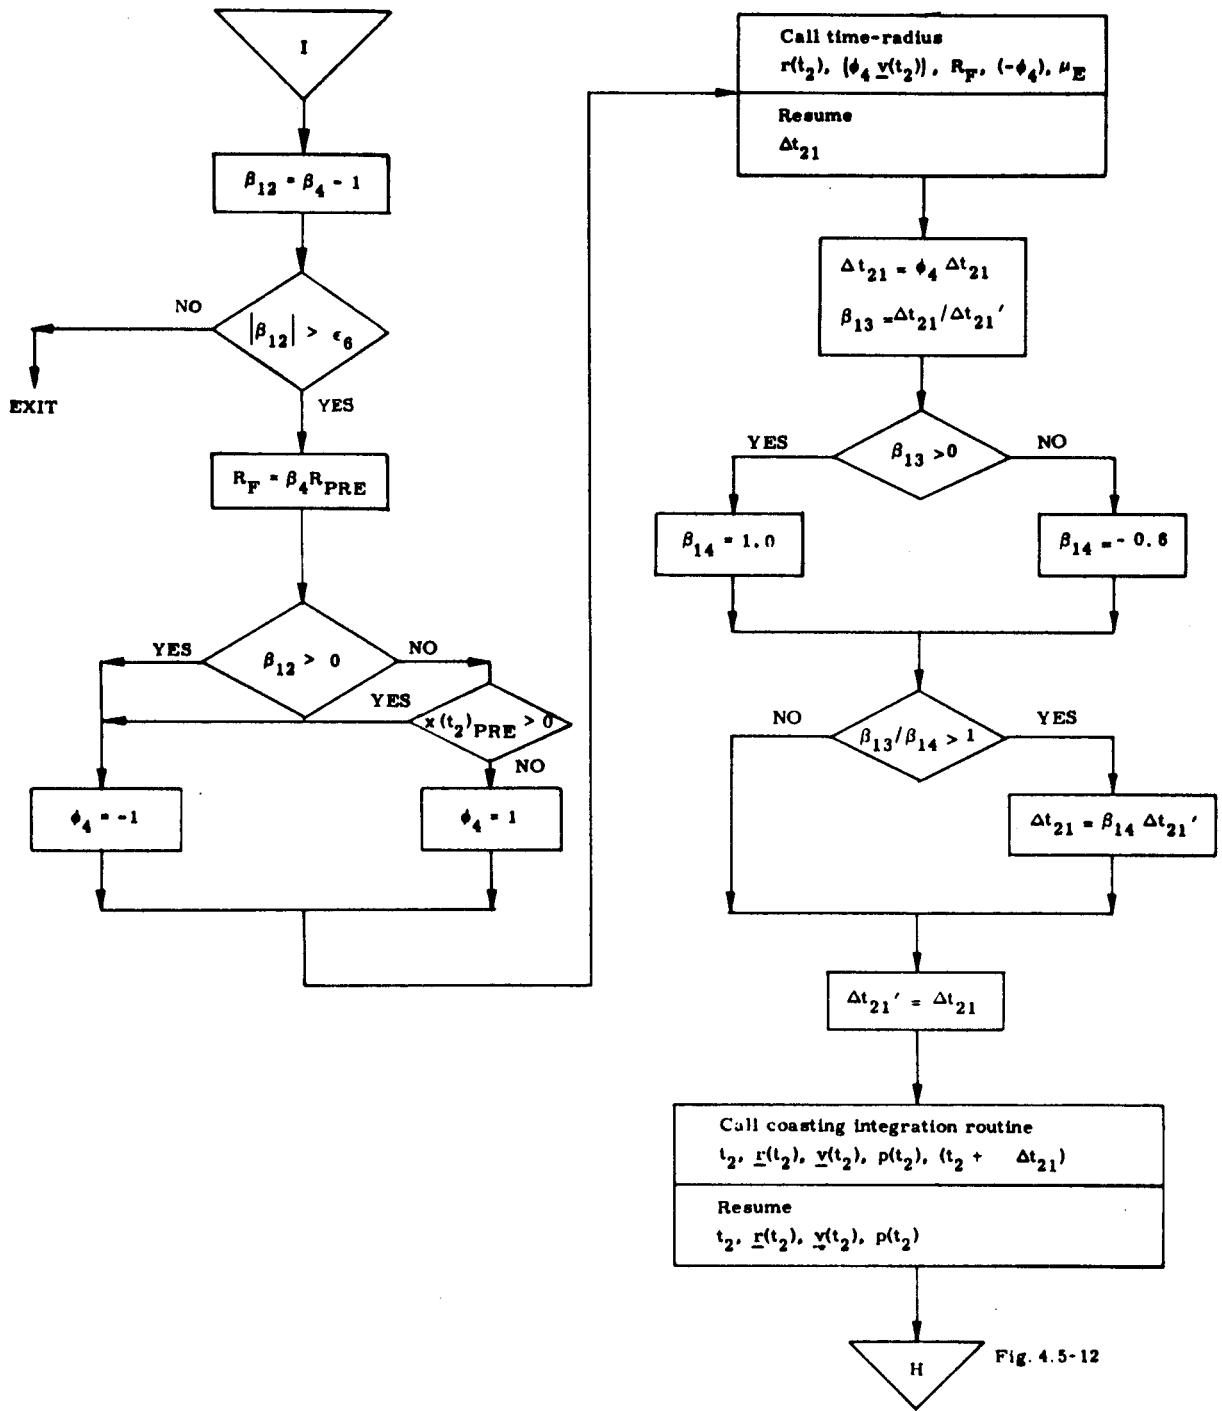 I
β12 = β4 - 1
NO
|β12| > ϵ6
EXIT
YES
RF = β4RPRE
YES
β12 > 0
NO
YES
x(t2)PRE > 0
NO
ϕ4 = -1
ϕ4 = 1
Call time-radius
r(t2), [ϕ4 v(t2)], RF, (-ϕ4), μE
Resume
Δt21
Δt21 = ϕ4 Δt21
β13 = Δt21/Δt21′
YES
β13 >0
NO
β14 = 1.0
β14 = - 0.6
NO
β13/β14 > 1
YES
Δt21 = β14 Δt21′
Δt21′ = Δt21
Call coasting integration routine
t2, r(t2), v(t2), p(t2), (t2 + Δt21)
Resume
t2, r(t2), v(t2), p(t2)
H
Fig. 4.5-12